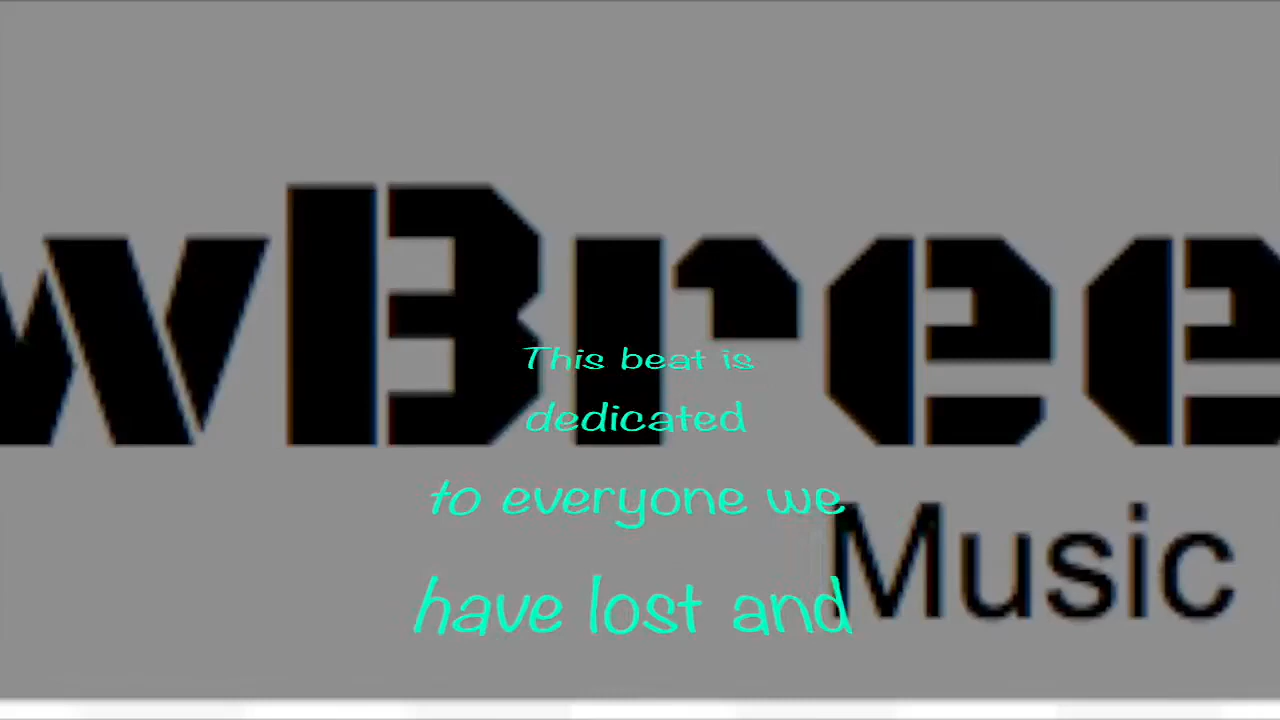 wBree
Music
This beat is
dedicated
to everyone we
have lost and